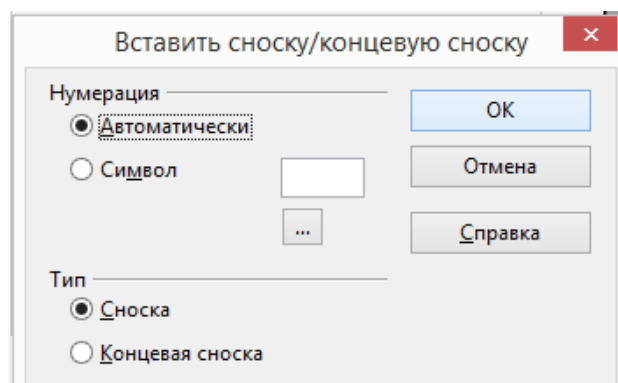 Вставить сноску/концевую сноску
Нумерация
Автоматически
Символ
...
OK
Отмена
Справка
Тип
Сноска
Концевая сноска